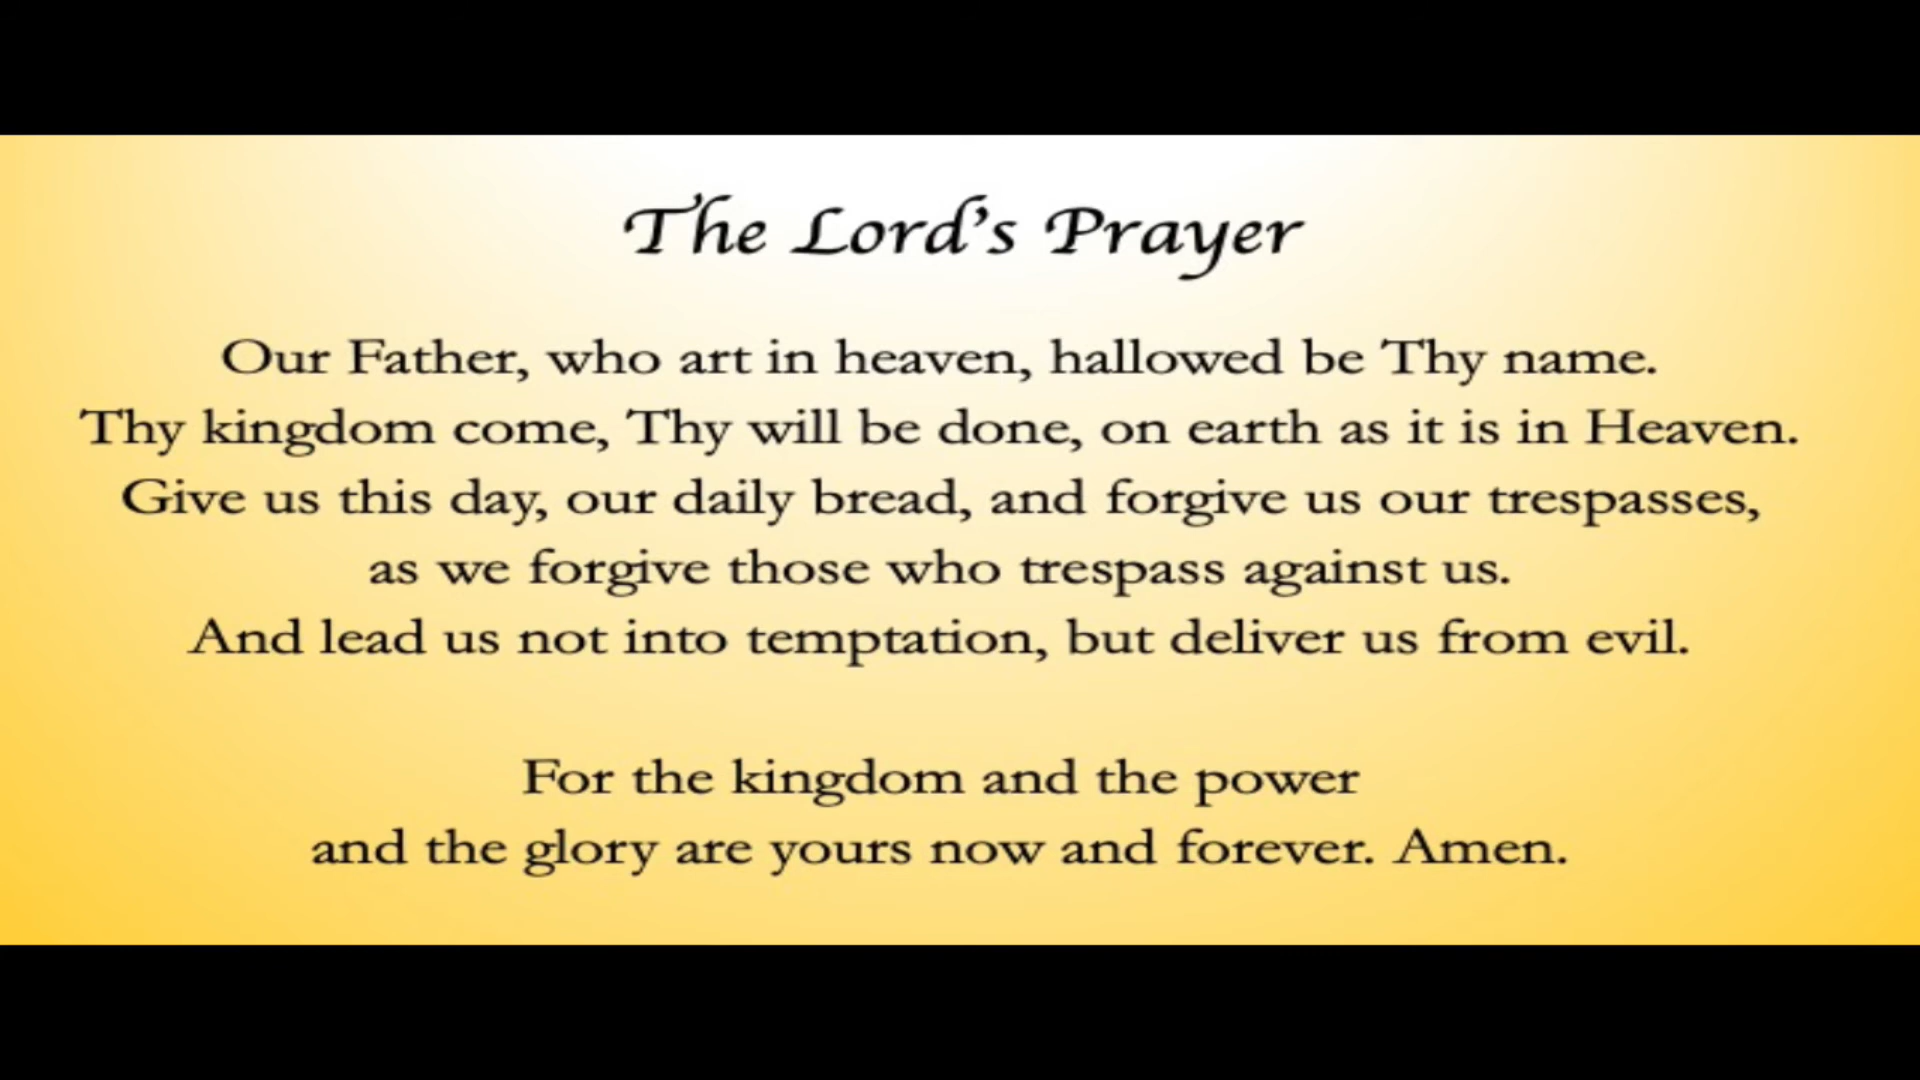 The Lord's Prayer
Our Father, who art in heaven, hallowed be Thy name.
Thy kingdom come, Thy will be done, on earth as it is in Heaven.
Give us this day, our daily bread, and forgive us our trespasses,
as we forgive those who trespass against us.
And lead us not into temptation, but deliver us from evil.
For the kingdom and the power
and the glory are yours now and forever. Amen.